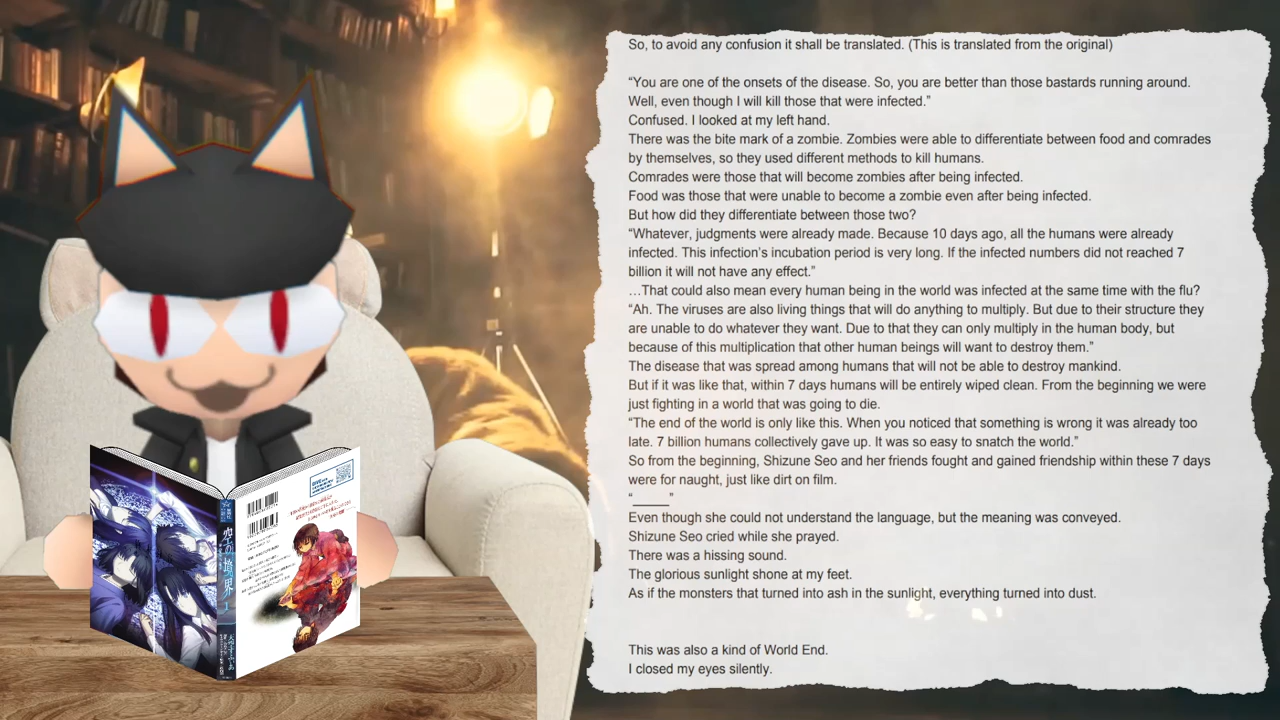 So, to avoid any confusion it shall be translated. (This is translated from the original)
“You are one of the onsets of the disease. So, you are better than those bastards running around.
Well, even though I will kill those that were infected.”
Confused. I looked at my left hand.
There was the bite mark of a zombie. Zombies were able to differentiate between food and comrades
by themselves, so they used different methods to kill humans.
Comrades were those that will become zombies after being infected.
Food was those that were unable to become a zombie even after being infected.
But how did they differentiate between those two?
“Whatever, judgments were already made. Because 10 days ago, all the humans were already
infected. This infection’s incubation period is very long. If the infected numbers did not reached 7
billion it will not have any effect.”
…That could also mean every human being in the world was infected at the same time with the flu?
“Ah. The viruses are also living things that will do anything to multiply. But due to their structure they
are unable to do whatever they want. Due to that they can only multiply in the human body, but
because of this multiplication that other human beings will want to destroy them.”
The disease that was spread among humans that will not be able to destroy mankind.
But if it was like that, within 7 days humans will be entirely wiped clean. From the beginning we were
just fighting in a world that was going to die.
“The end of the world is only like this. When you noticed that something is wrong it was already too
late. 7 billion humans collectively gave up. It was so easy to snatch the world.”
So from the beginning, Shizune Seo and her friends fought and gained friendship within these 7 days
were for naught, just like dirt on film.
“_____”
Even though she could not understand the language, but the meaning was conveyed.
Shizune Seo cried while she prayed.
There was a hissing sound.
The glorious sunlight shone at my feet.
As if the monsters that turned into ash in the sunlight, everything turned into dust.
This was also a kind of World End.
I closed my eyes silently.
空の境界
1